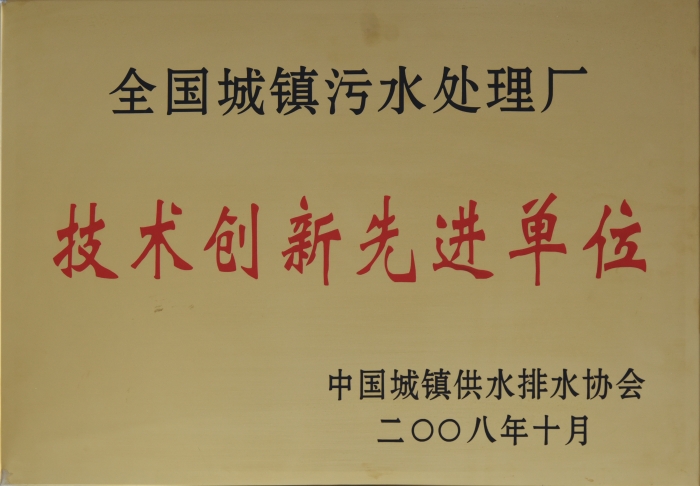 全国城镇污水处理厂
技术创新先进单位
中国城镇供水排水协会
二〇〇八年十月